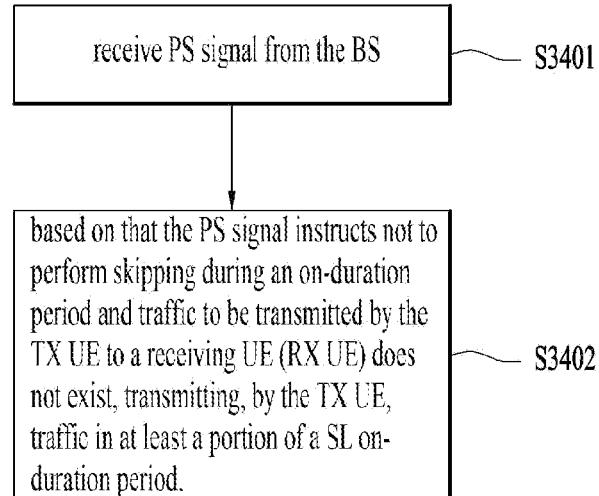 receive PS signal from the BS
S3401
based on that the PS signal instructs not to
perform skipping during an on-duration
period and traffic to be transmitted by the
TX UE to a receiving UE (RX UE) does
not exist, transmitting, by the TX UE,
traffic in at least a portion of a SL on-
duration period.
S3402